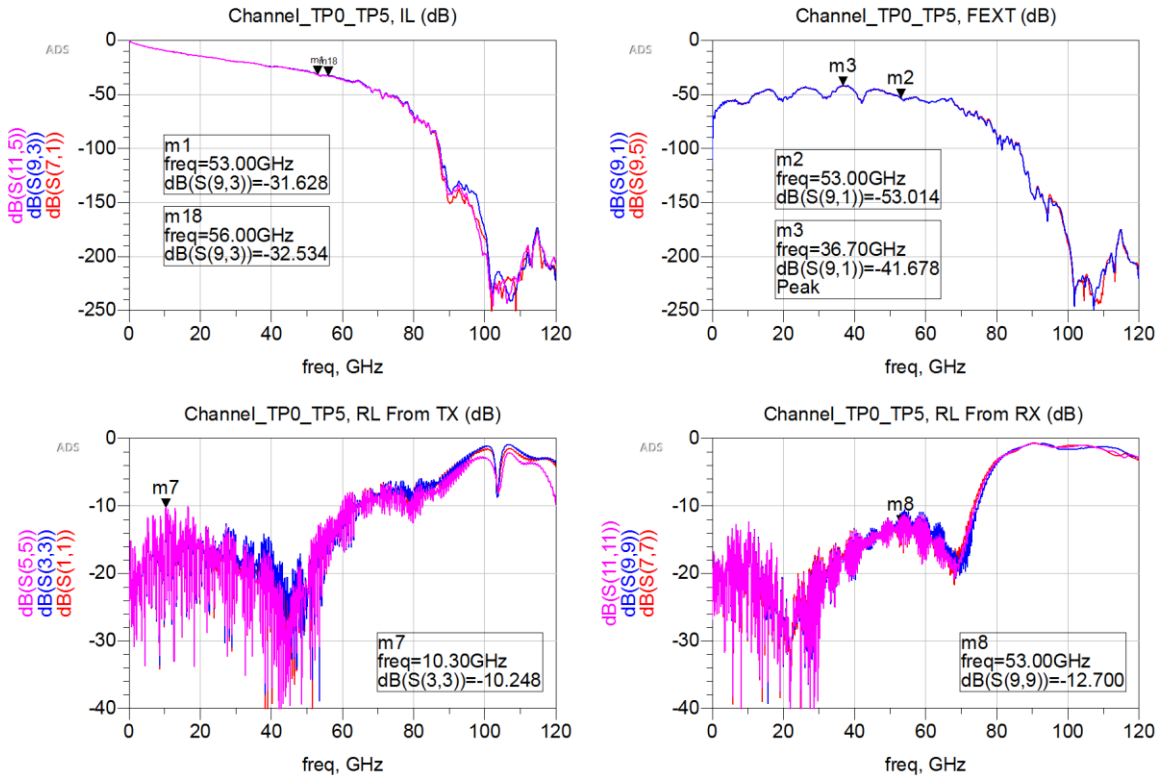 Channel_TP0_TP5, IL (dB)
ADS
dB(S(11,5))
dB(S(9,3))
dB(S(7,1))
0
-50
-100
-150
-200
-250
m18
m1
freq=53.00GHz
dB(S(9,3))=-31.628
m18
freq=56.00GHz
dB(S(9,3))=-32.534
0 20 40 60 80 100 120
freq, GHz
Channel_TP0_TP5, FEXT (dB)
ADS
dB(S(9,1))
dB(S(9,5))
0
-50
-100
-150
-200
-250
m3
m2
m2
freq=53.00GHz
dB(S(9,1))=-53.014
m3
freq=36.70GHz
dB(S(9,1))=-41.678
Peak
0 20 40 60 80 100 120
freq, GHz
Channel_TP0_TP5, RL From TX (dB)
ADS
dB(S(5,5))
dB(S(3,3))
dB(S(1,1))
0
-10
-20
-30
-40
m7
m7
freq=10.30GHz
dB(S(3,3))=-10.248
0 20 40 60 80 100 120
freq, GHz
Channel_TP0_TP5, RL From RX (dB)
ADS
dB(S(11,11))
dB(S(9,9))
dB(S(7,7))
0
-10
-20
-30
-40
m8
m8
freq=53.00GHz
dB(S(9,9))=-12.700
0 20 40 60 80 100 120
freq, GHz